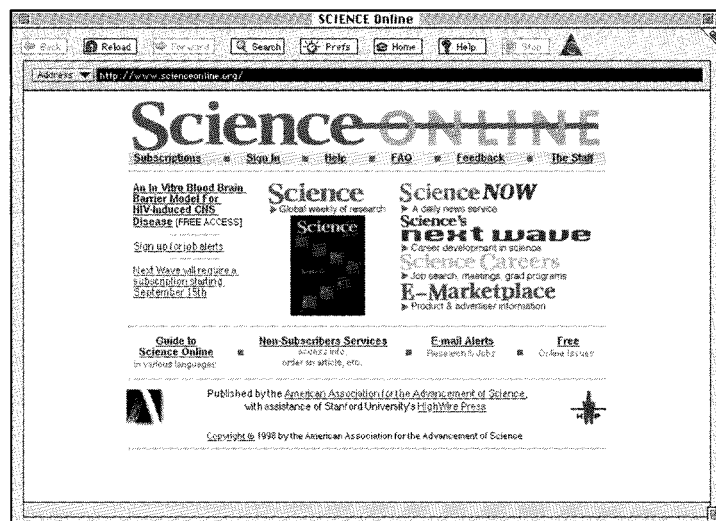 SCIENCE Online
Back Reload Forward Search Prefs Home Help Stop
Address http://www.scienceonline.org/
Science ONLINE
Subscriptions Sign In Help FAQ Feedback The Staff
An In Vitro Blood Brain
Barrier Model For
HIV-Induced CNS
Disease [FREE ACCESS]
Sign up for job alerts
Next Wave will require a
subscription starting
September 15th
Science
Global weekly of research
Science
Science NOW
A daily news service
Science's
next wave
Career development in science
Science Careers
Job search, meetings, grad programs
E-Marketplace
Product & advertiser information
Guide to
Science Online
in various languages
Non-Subscribers Services
access info,
order an article, etc.
E-mail Alerts
Research & Jobs
Free
Online Issues
Published by the American Association for the Advancement of Science,
with assistance of Stanford University's HighWire Press
Copyright © 1998 by the American Association for the Advancement of Science